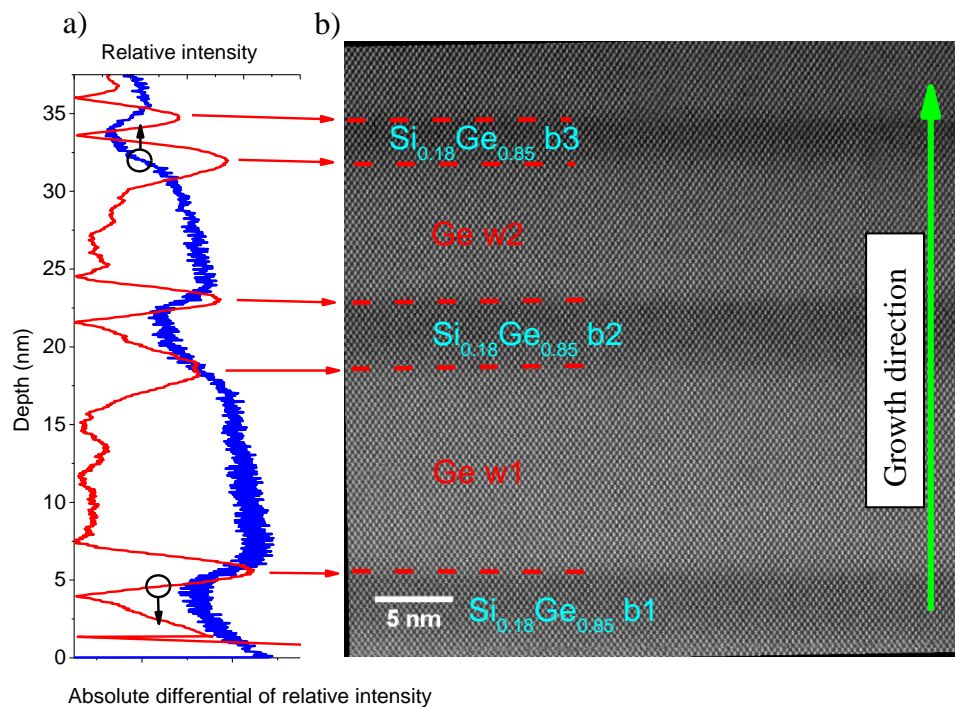 a)
Relative intensity
35
30
25
20
15
10
5
0
Depth (nm)
Absolute differential of relative intensity
b)
Si0.18Ge0.85 b3
Ge w2
Si0.18Ge0.85 b2
Ge w1
Si0.18Ge0.85 b1
5 nm
Growth direction